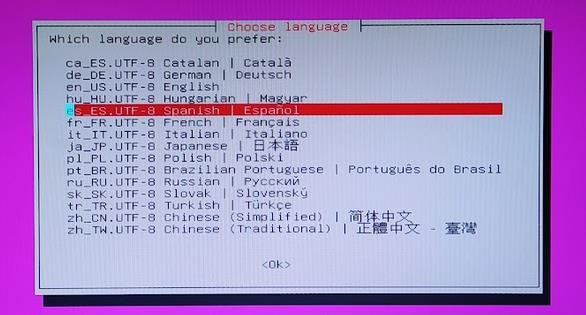 Choose language
Which language do you prefer:
ca_ES.UTF-8 Catalan | Català
de_DE.UTF-8 German | Deutsch
en_US.UTF-8 English
hu_HU.UTF-8 Hungarian | Magyar
es_ES.UTF-8 Spanish | Español
fr_FR.UTF-8 French | Français
it_IT.UTF-8 Italian | Italiano
ja_JP.UTF-8 Japanese | 日本語
pl_PL.UTF-8 Polish | Polski
pt_BR.UTF-8 Brazilian Portuguese | Português do Brasil
ru_RU.UTF-8 Russian | Русский
sk_SK.UTF-8 Slovak | Slovenský
tr_TR.UTF-8 Turkish | Türkçe
zh_CN.UTF-8 Chinese (Simplified) | 简体中文
zh_TW.UTF-8 Chinese (Traditional) | 正體中文 - 臺灣
<Ok>